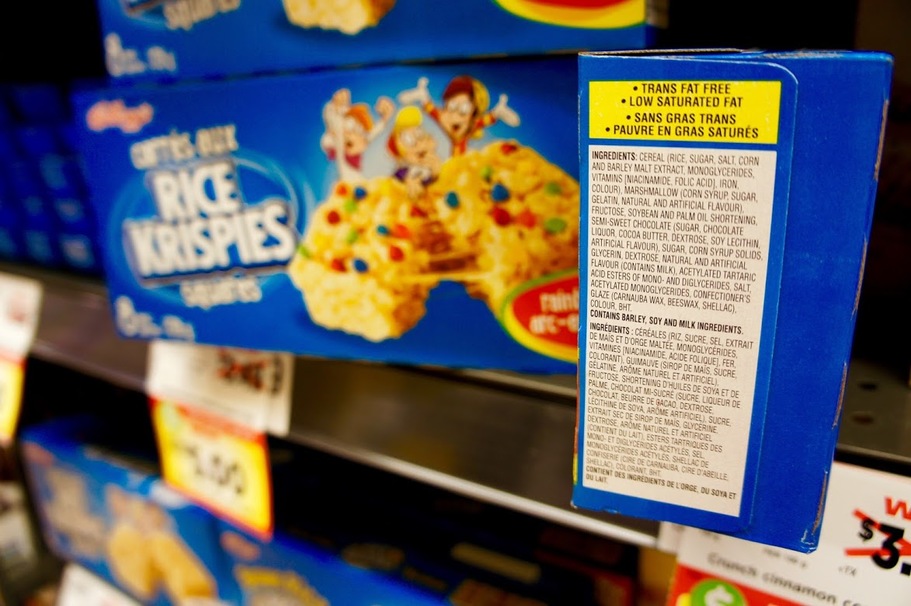 Kellogg's
carrés aux
RICE
KRISPIES
squares
• TRANS FAT FREE
• LOW SATURATED FAT
• SANS GRAS TRANS
• PAUVRE EN GRAS SATURÉS
INGREDIENTS: CEREAL (RICE, SUGAR, SALT, CORN
AND BARLEY MALT EXTRACT, MONOGLYCERIDES,
VITAMINS [NIACINAMIDE, FOLIC ACID], IRON,
COLOUR), MARSHMALLOW (CORN SYRUP, SUGAR,
GELATIN, NATURAL AND ARTIFICIAL FLAVOUR),
FRUCTOSE, SOYBEAN AND PALM OIL SHORTENING,
SEMI-SWEET CHOCOLATE (SUGAR, CHOCOLATE
LIQUOR, COCOA BUTTER, DEXTROSE, SOY LECITHIN,
ARTIFICIAL FLAVOUR), SUGAR, CORN SYRUP SOLIDS,
GLYCERIN, DEXTROSE, NATURAL AND ARTIFICIAL
FLAVOUR (CONTAINS MILK), ACETYLATED TARTARIC
ACID ESTERS OF MONO- AND DIGLYCERIDES, SALT,
ACETYLATED MONOGLYCERIDES, CONFECTIONER'S
GLAZE (CARNAUBA WAX, BEESWAX, SHELLAC),
COLOUR, BHT.
CONTAINS BARLEY, SOY AND MILK INGREDIENTS.
INGRÉDIENTS : CÉRÉALES (RIZ, SUCRE, SEL, EXTRAIT
DE MAÏS ET D'ORGE MALTÉE, MONOGLYCÉRIDES,
VITAMINES [NIACINAMIDE, ACIDE FOLIQUE], FER,
COLORANT), GUIMAUVE (SIROP DE MAÏS, SUCRE,
GÉLATINE, ARÔME NATUREL ET ARTIFICIEL),
FRUCTOSE, SHORTENING D'HUILES DE SOYA ET DE
PALME, CHOCOLAT MI-SUCRÉ (SUCRE, LIQUEUR DE
CHOCOLAT, BEURRE DE CACAO, DEXTROSE,
LÉCITHINE DE SOYA, ARÔME ARTIFICIEL), SUCRE,
EXTRAIT SEC DE SIROP DE MAÏS, GLYCÉRINE,
DEXTROSE, ARÔME NATUREL ET ARTIFICIEL
(CONTIENT DU LAIT), ESTERS TARTRIQUES DES
MONO- ET DIGLYCÉRIDES ACÉTYLÉS, SEL,
MONOGLYCÉRIDES ACÉTYLÉS, SHELLAC DE
CONFISERIE (CIRE DE CARNAUBA, CIRE D'ABEILLE,
SHELLAC), COLORANT, BHT.
CONTIENT DES INGRÉDIENTS DE L'ORGE, DU SOYA ET
DU LAIT.
$3.
Crunch cinnamon